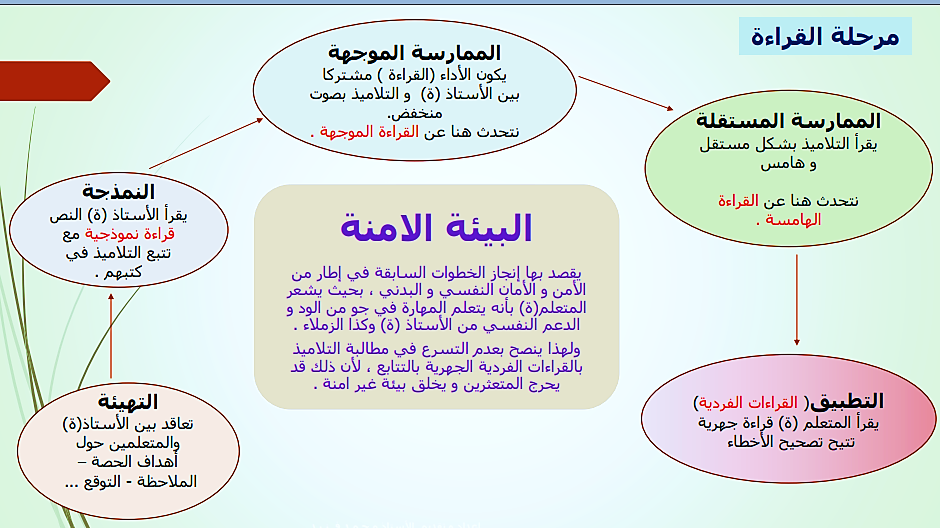 مرحلة القراءة
الممارسة الموجهة
يكون الأداء (القراءة ) مشتركا
بين الأستاذ (ة) و التلاميذ بصوت
منخفض.
نتحدث هنا عن القراءة الموجهة .
الممارسة المستقلة
يقرأ التلاميذ بشكل مستقل
و هامس
نتحدث هنا عن القراءة
الهامسة .
النمذجة
يقرأ الأستاذ (ة) النص
قراءة نموذجية مع
تتبع التلاميذ في
كتبهم .
البيئة الامنة
يقصد بها إنجاز الخطوات السابقة في إطار من
الأمن و الأمان النفسي و البدني ، بحيث يشعر
المتعلم(ة) بأنه يتعلم المهارة في جو من الود و
الدعم النفسي من الأستاذ (ة) وكذا الزملاء .
ولهذا ينصح بعدم التسرع في مطالبة التلاميذ
بالقراءات الفردية الجهرية بالتتابع ، لأن ذلك قد
يحرج المتعثرين و يخلق بيئة غير امنة .
التهيئة
تعاقد بين الأستاذ(ة)
والمتعلمين حول
أهداف الحصة –
الملاحظة - التوقع ...
التطبيق( القراءات الفردية)
يقرأ المتعلم (ة) قراءة جهرية
تتيح تصحيح الأخطاء